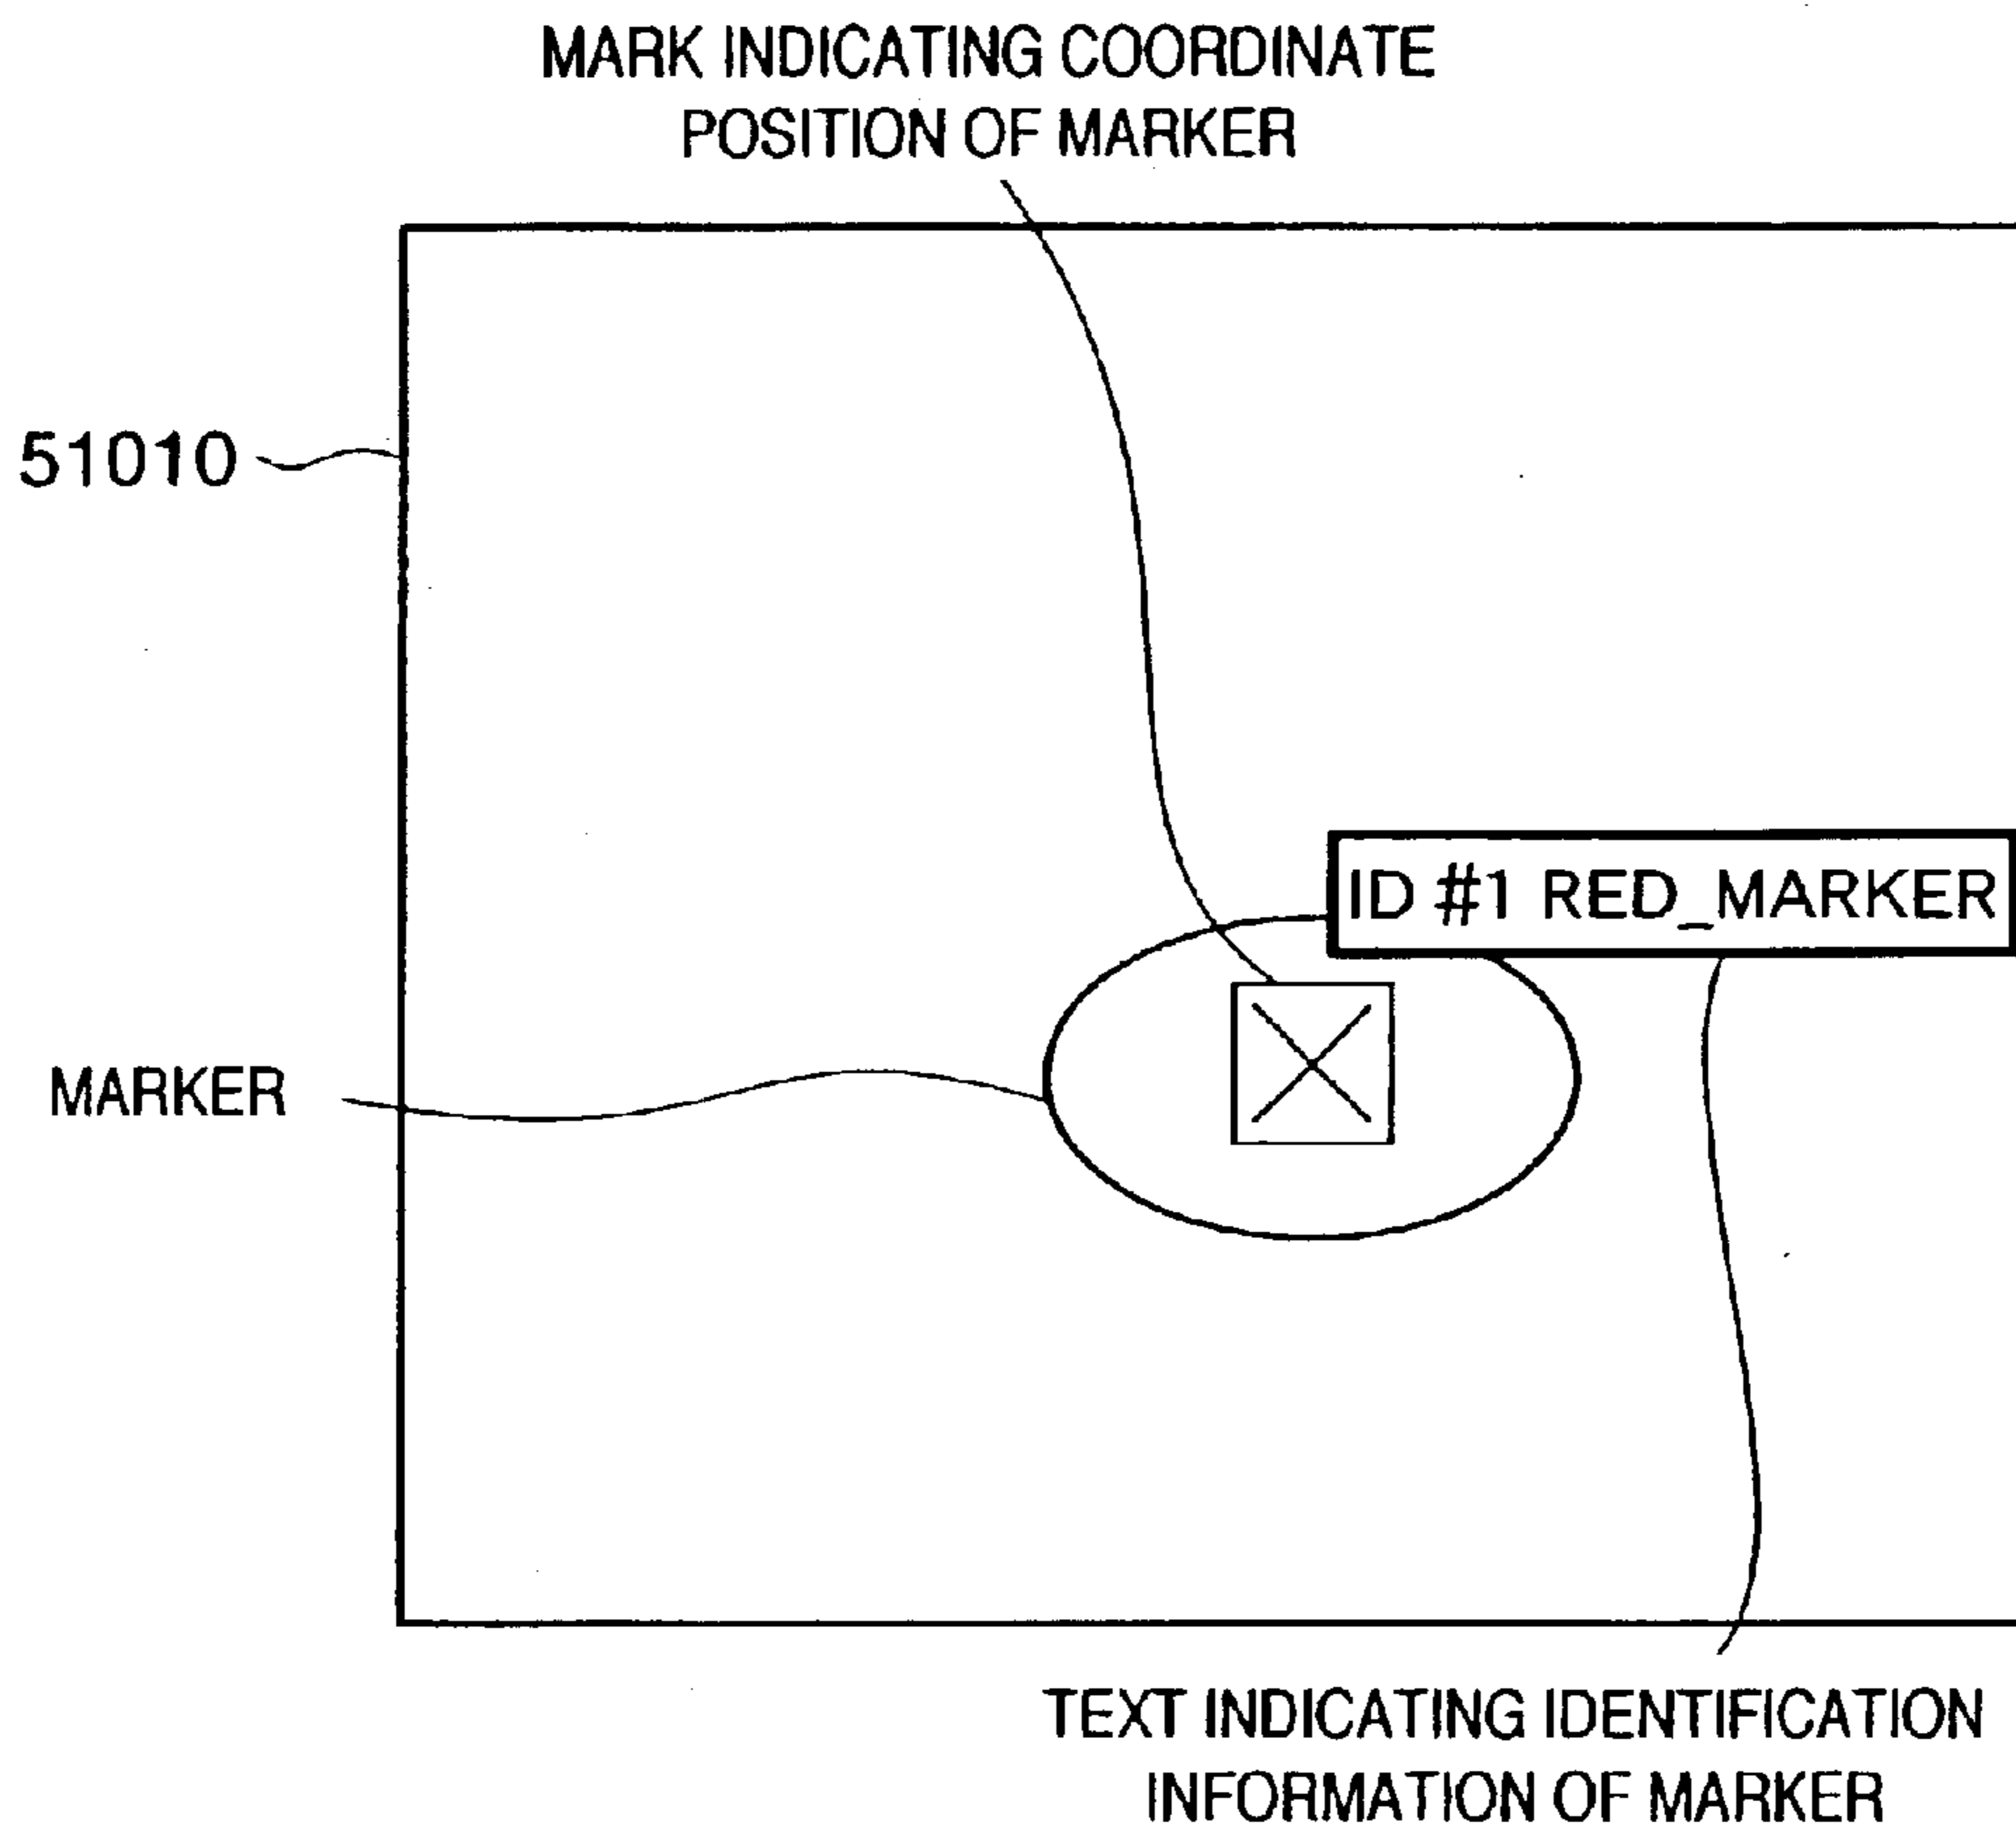 MARK INDICATING COORDINATE
POSITION OF MARKER
51010
ID #1 RED_MARKER
MARKER
TEXT INDICATING IDENTIFICATION
INFORMATION OF MARKER